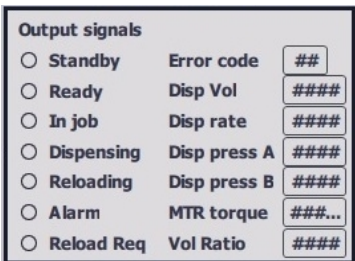 Output signals
Standby Error code ##
Ready Disp Vol ####
In job Disp rate ####
Dispensing Disp press A ####
Reloading Disp press B ####
Alarm MTR torque ###...
Reload Req Vol Ratio ####